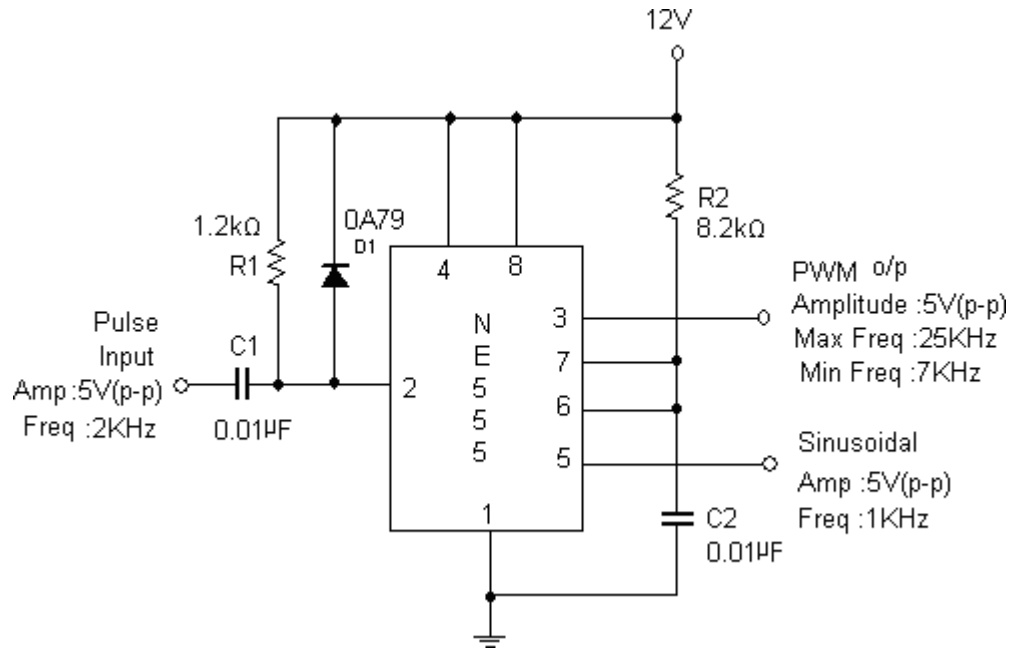 12V
R2
8.2kΩ
1.2kΩ
R1
0A79
D1
4
8
N
E
5
5
5
3
7
2
6
5
1
PWM o/p
Amplitude :5V(p-p)
Max Freq :25KHz
Min Freq :7KHz
Pulse
Input
Amp:5V(p-p)
Freq :2KHz
C1
0.01µF
Sinusoidal
Amp :5V(p-p)
Freq :1KHz
C2
0.01µF